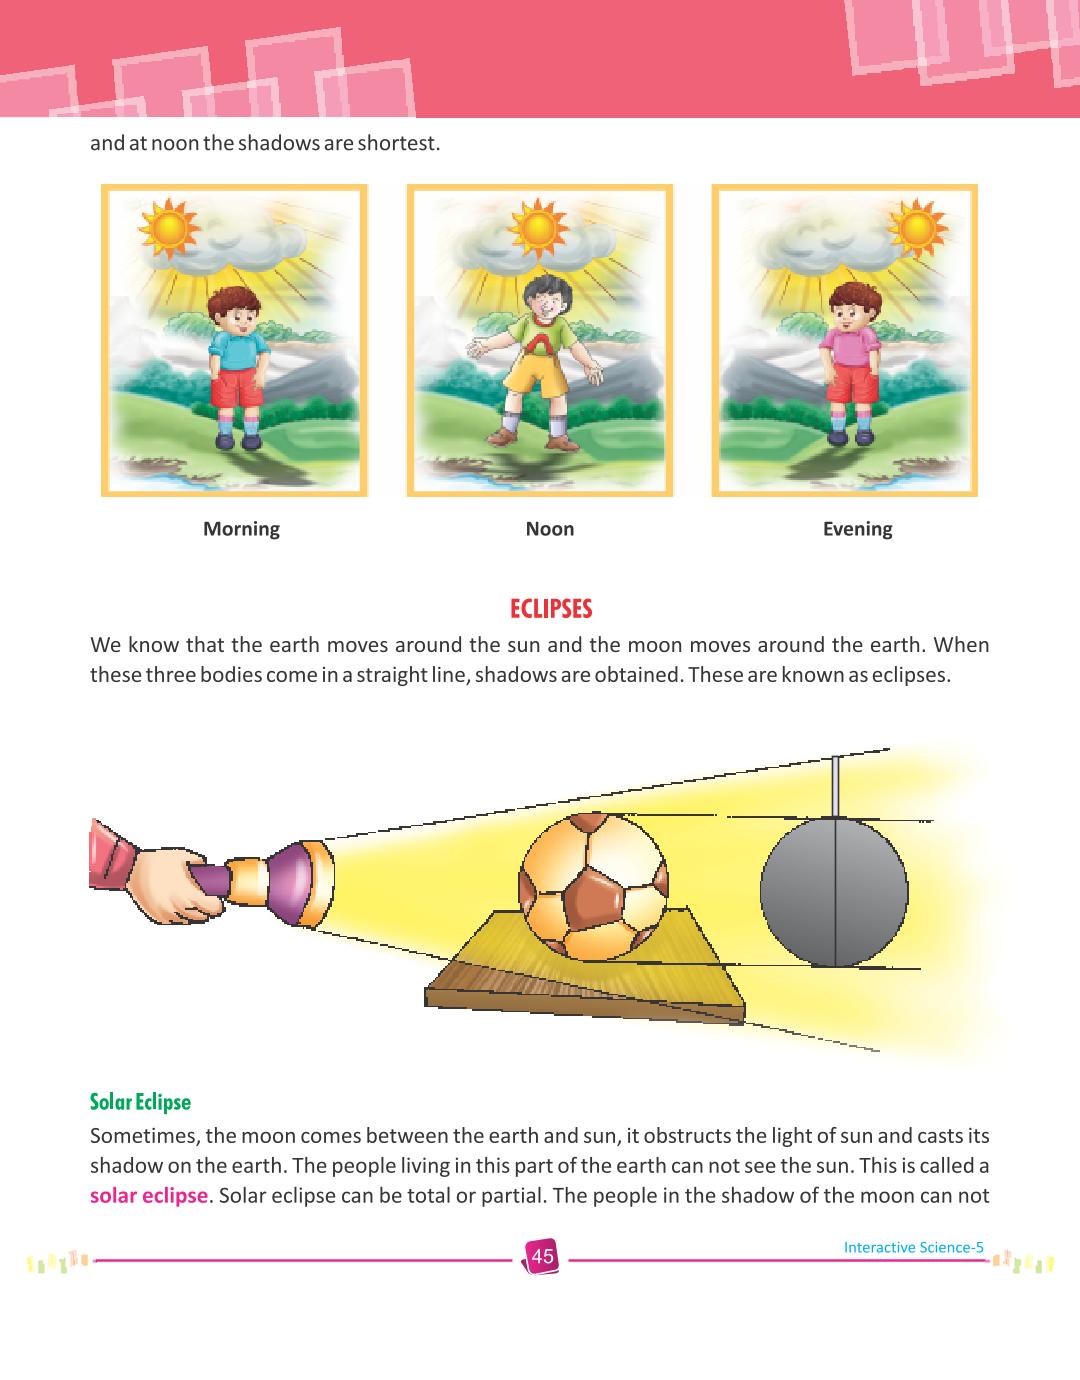 and at noon the shadows are shortest.
Morning
Noon
Evening
ECLIPSES
We know that the earth moves around the sun and the moon moves around the earth. When
these three bodies come in a straight line, shadows are obtained. These are known as eclipses.
Solar Eclipse
Sometimes, the moon comes between the earth and sun, it obstructs the light of sun and casts its
shadow on the earth. The people living in this part of the earth can not see the sun. This is called a
solar eclipse. Solar eclipse can be total or partial. The people in the shadow of the moon can not
45
Interactive Science-5